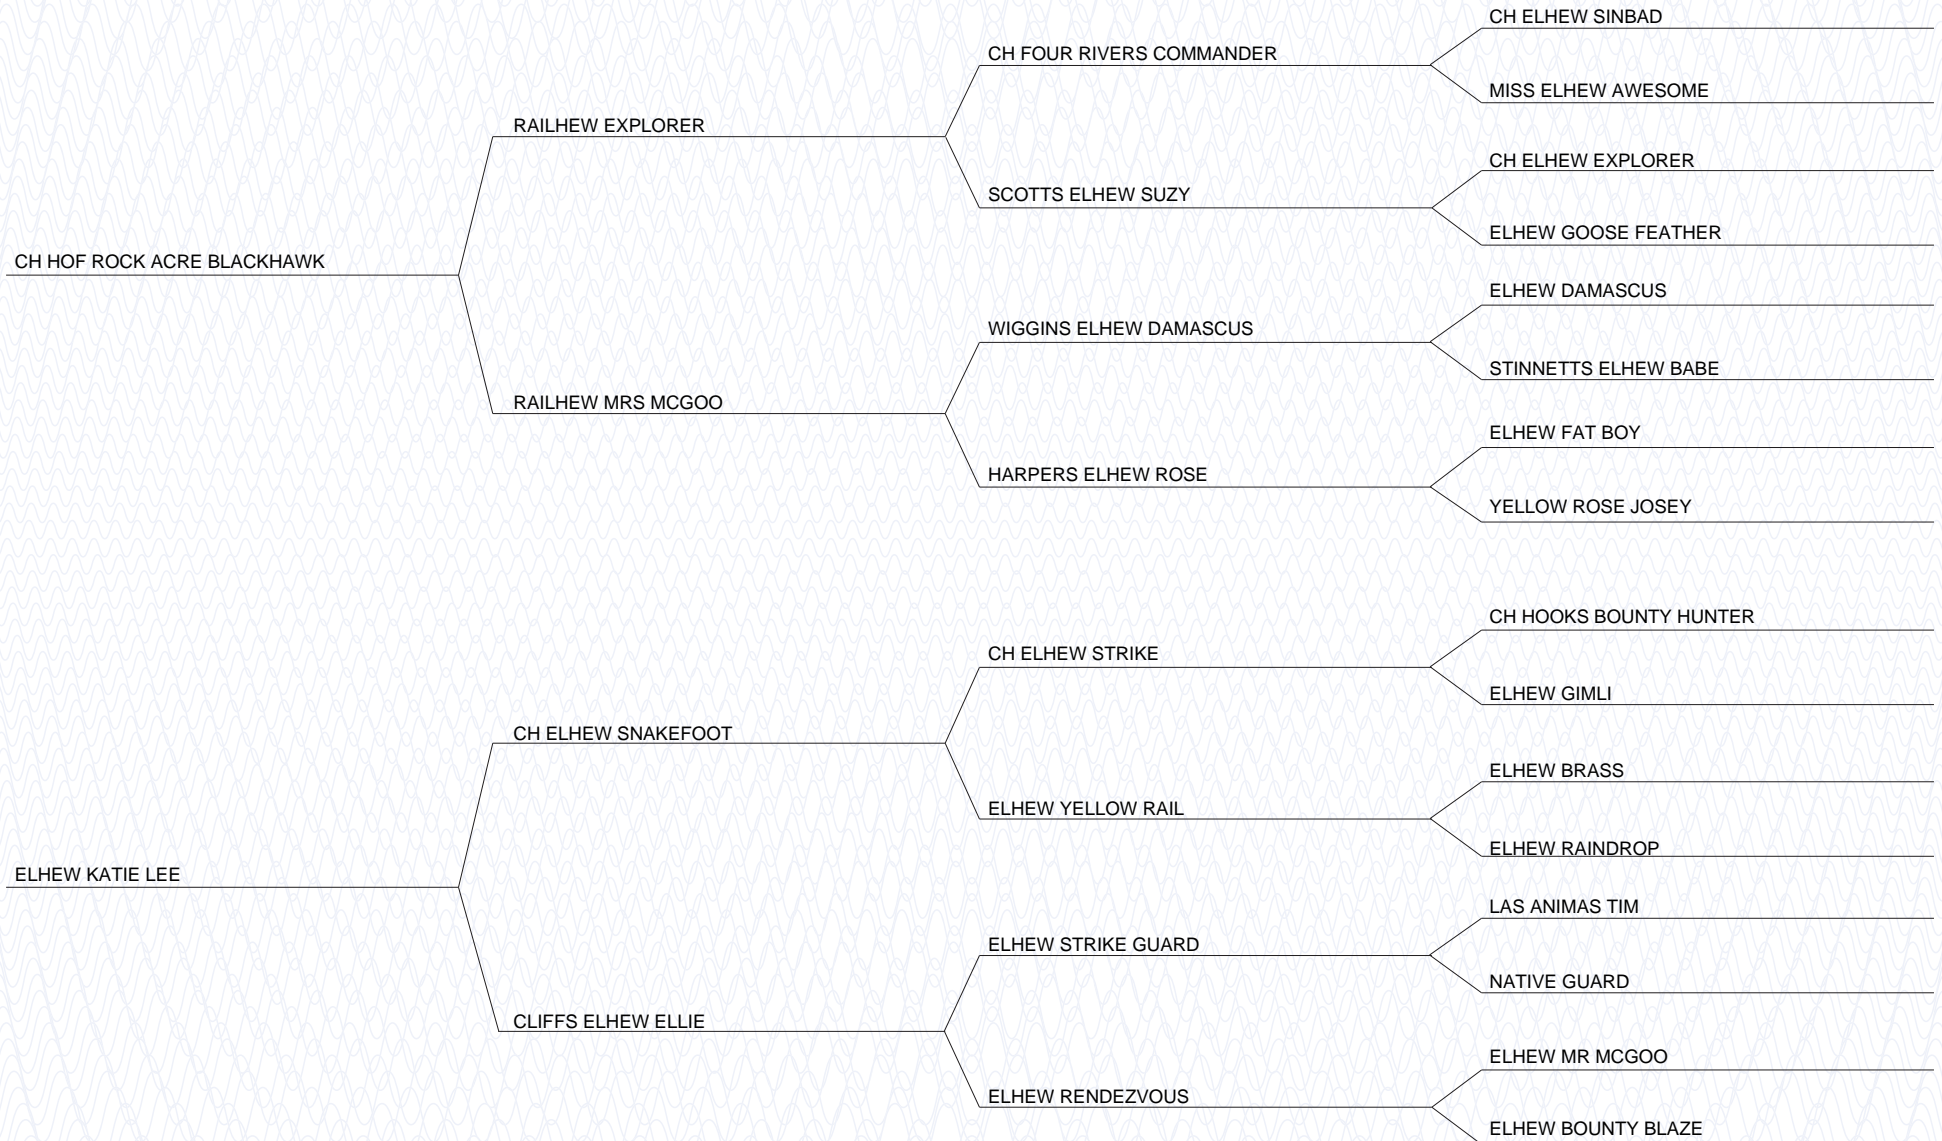 CH ELHEW SINBAD
CH FOUR RIVERS COMMANDER
MISS ELHEW AWESOME
RAILHEW EXPLORER
CH ELHEW EXPLORER
SCOTTS ELHEW SUZY
ELHEW GOOSE FEATHER
CH HOF ROCK ACRE BLACKHAWK
ELHEW DAMASCUS
WIGGINS ELHEW DAMASCUS
STINNETTS ELHEW BABE
RAILHEW MRS MCGOO
ELHEW FAT BOY
HARPERS ELHEW ROSE
YELLOW ROSE JOSEY
CH HOOKS BOUNTY HUNTER
CH ELHEW STRIKE
ELHEW GIMLI
CH ELHEW SNAKEFOOT
ELHEW BRASS
ELHEW YELLOW RAIL
ELHEW RAINDROP
ELHEW KATIE LEE
LAS ANIMAS TIM
ELHEW STRIKE GUARD
NATIVE GUARD
CLIFFS ELHEW ELLIE
ELHEW MR MCGOO
ELHEW RENDEZVOUS
ELHEW BOUNTY BLAZE